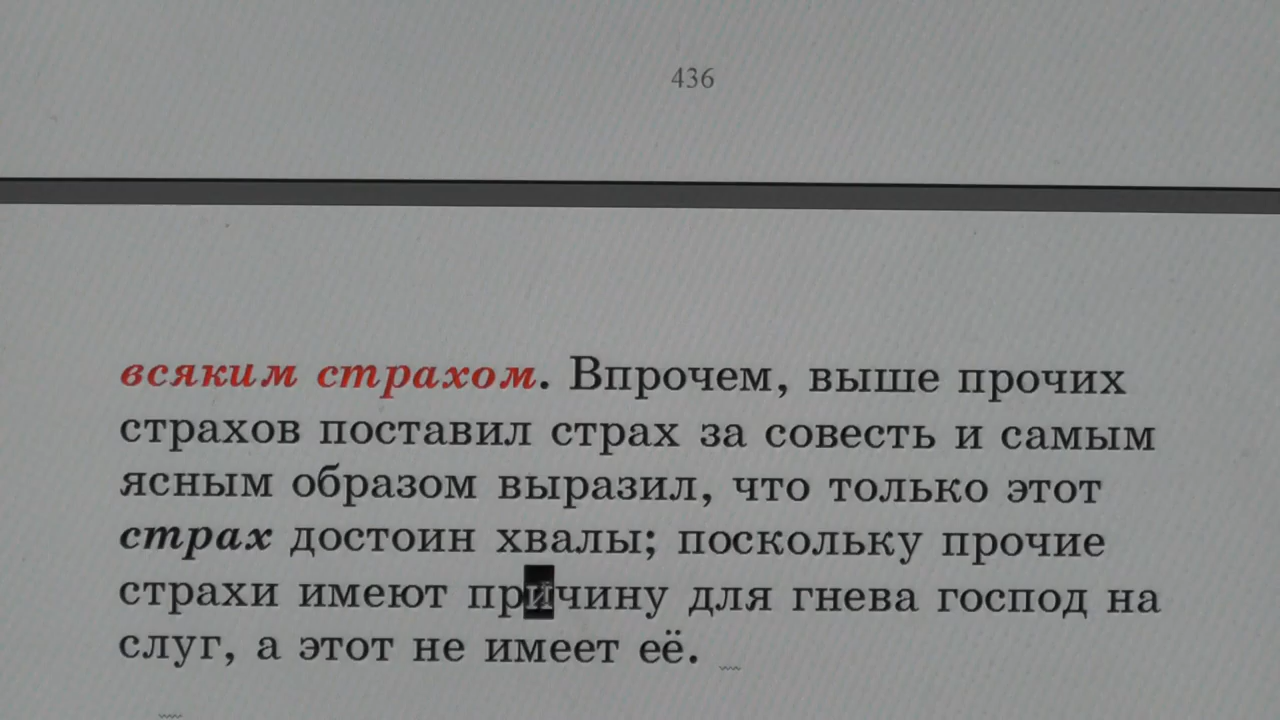 436
всяким страхом. Впрочем, выше прочих
страхов поставил страх за совесть и самым
ясным образом выразил, что только этот
страх достоин хвалы; поскольку прочие
страхи имеют причину для гнева господ на
слуг, а этот не имеет её.